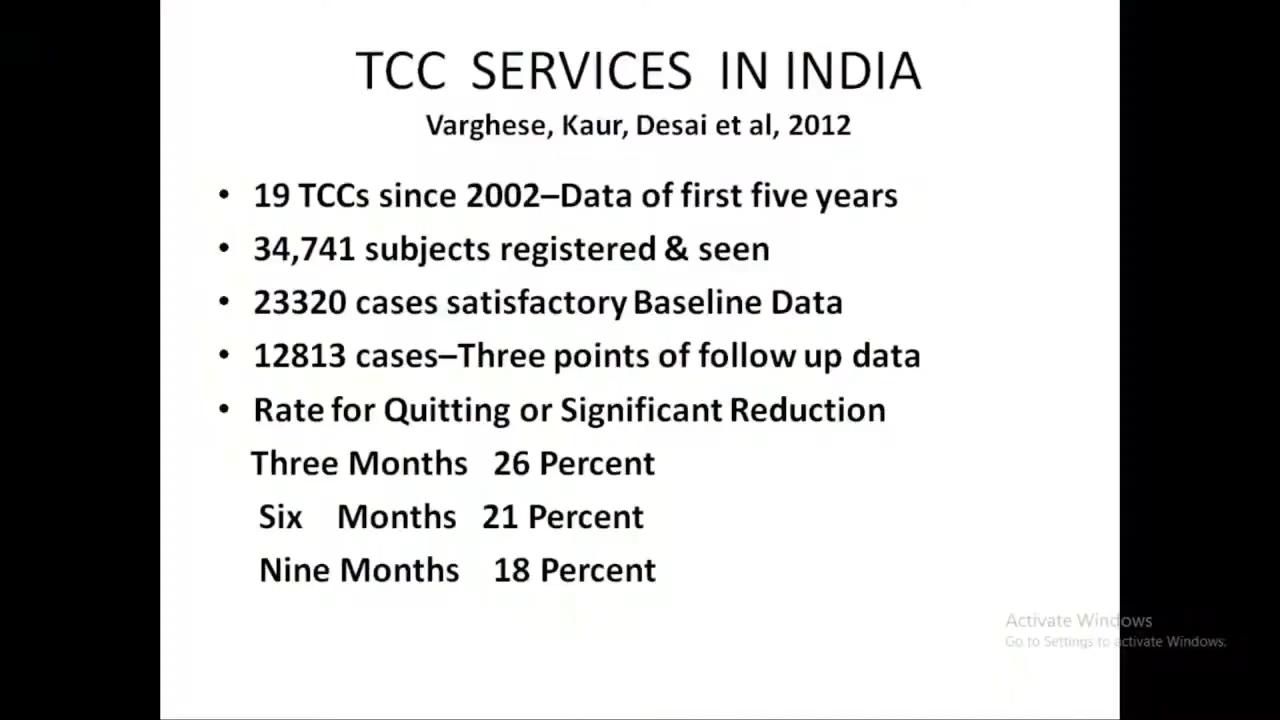 TCC SERVICES IN INDIA
Varghese, Kaur, Desai et al, 2012
• 19 TCCs since 2002–Data of first five years
• 34,741 subjects registered & seen
• 23320 cases satisfactory Baseline Data
• 12813 cases–Three points of follow up data
• Rate for Quitting or Significant Reduction
Three Months 26 Percent
Six Months 21 Percent
Nine Months 18 Percent
Activate Windows
Go to Settings to activate Windows.